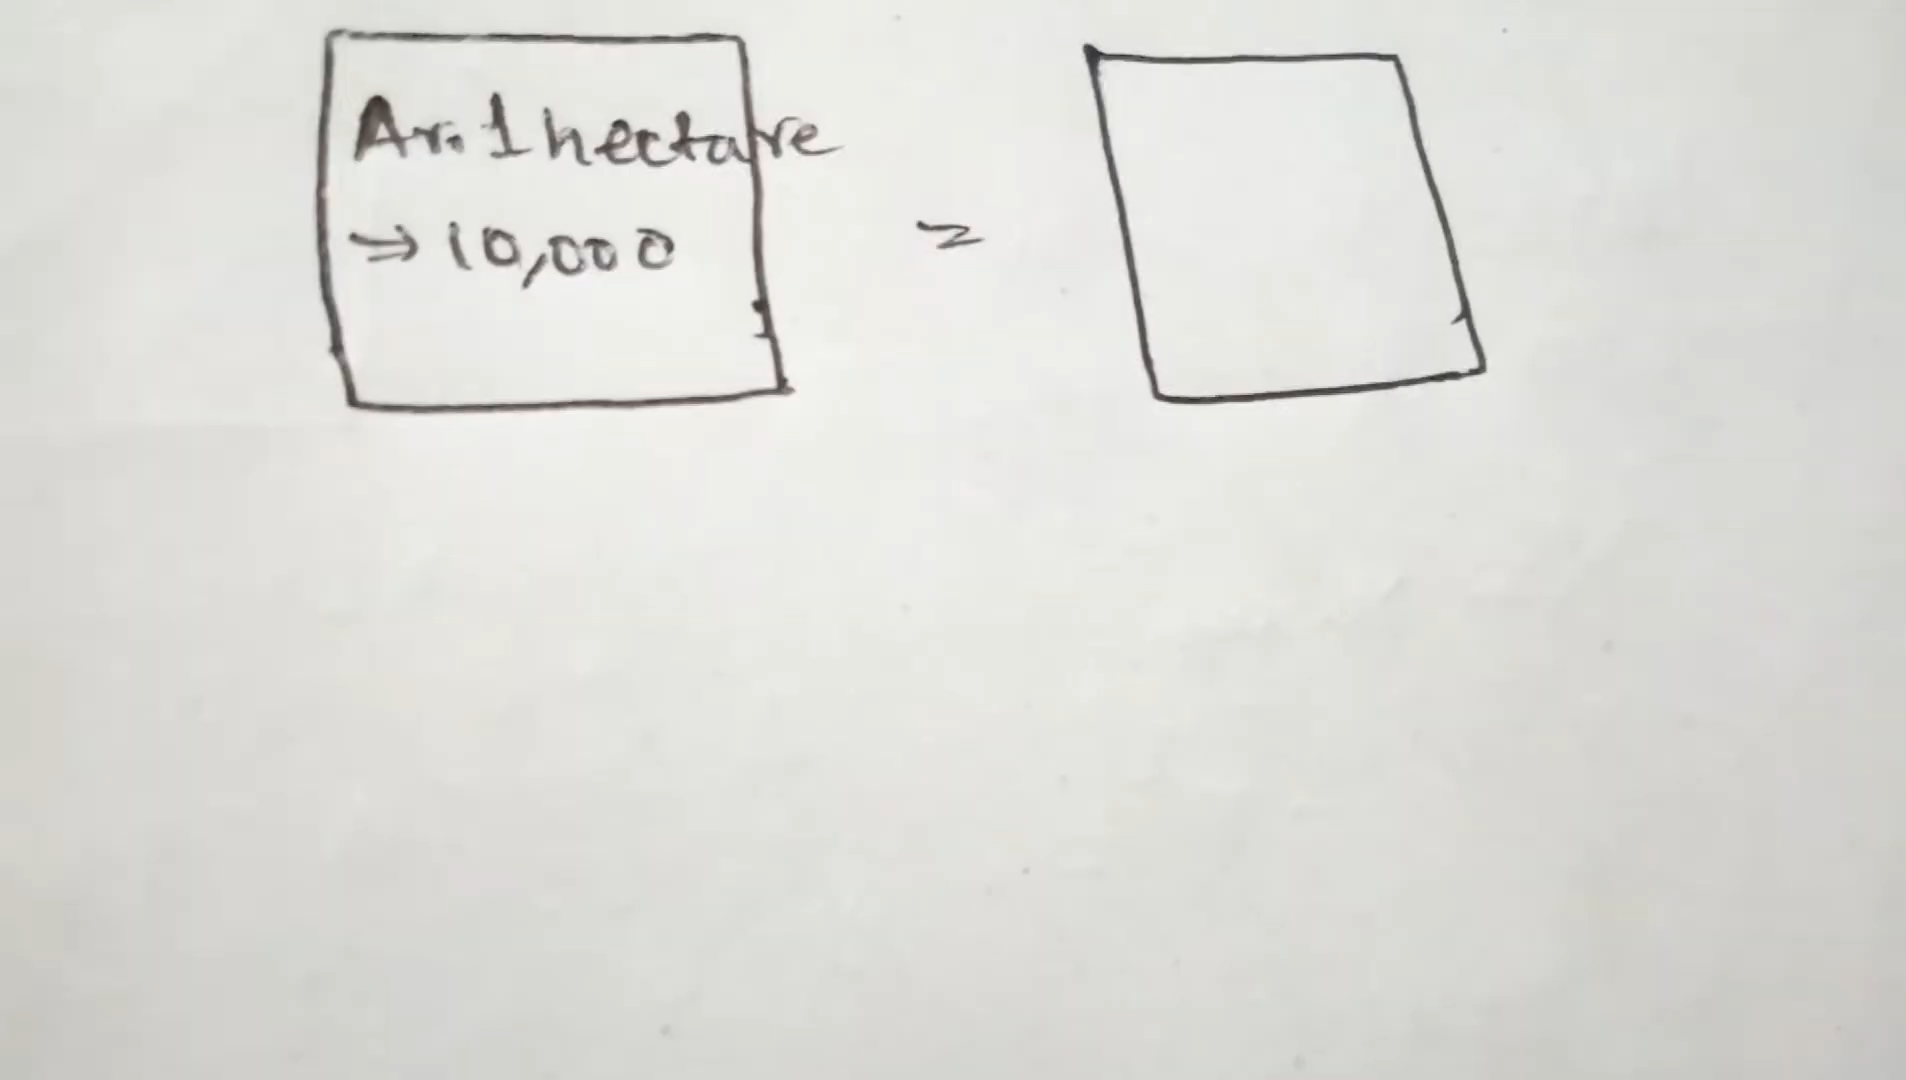 Ar. 1 hectare
→ 10,000
=